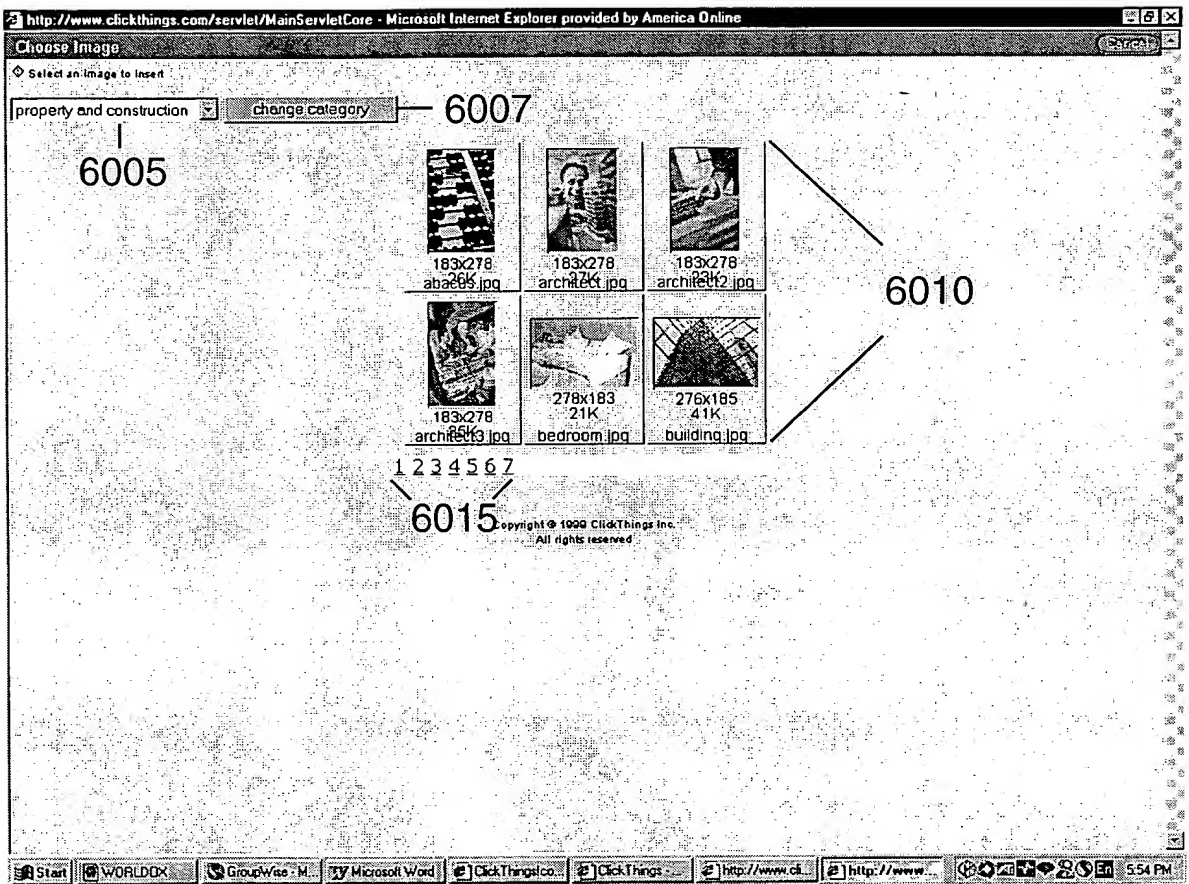 http://www.clickthings.com/servlet/MainServletCore - Microsoft Internet Explorer provided by America Online
Choose Image
Cancel
Select an image to insert
property and construction
change category
6007
6005
183x278
26K
abacus.jpg
183x278
architect.jpg
183x278
23K
architect2.jpg
6010
183x278
architect3.jpg
278x183
21K
bedroom.jpg
276x185
41K
building.jpg
1 2 3 4 5 6 7
6015
Copyright © 1999 ClickThings Inc.
All rights reserved
Start
WORLDOX
GroupWise - M...
Microsoft Word
ClickThings -...
http://www.cli...
http://www....
En
5:54 PM